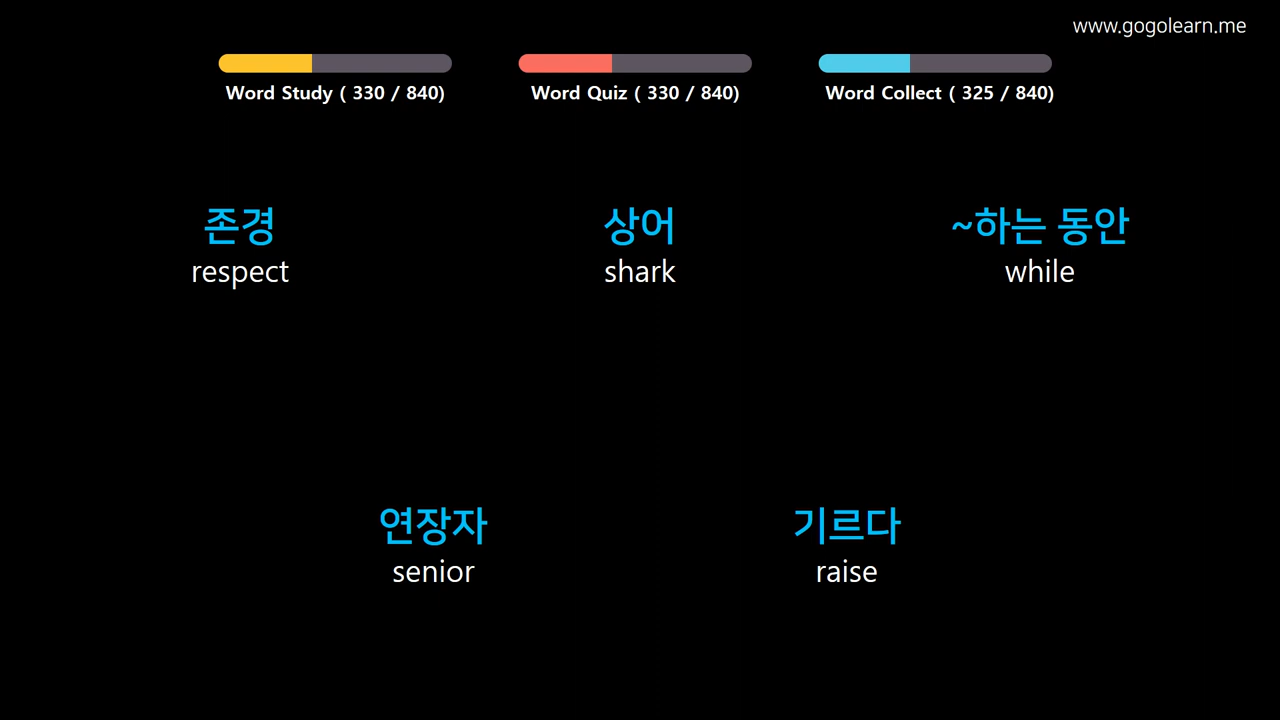 www.gogolearn.me
Word Study ( 330 / 840)
Word Quiz ( 330 / 840)
Word Collect ( 325 / 840)
존경
respect
상어
shark
~하는 동안
while
연장자
senior
기르다
raise